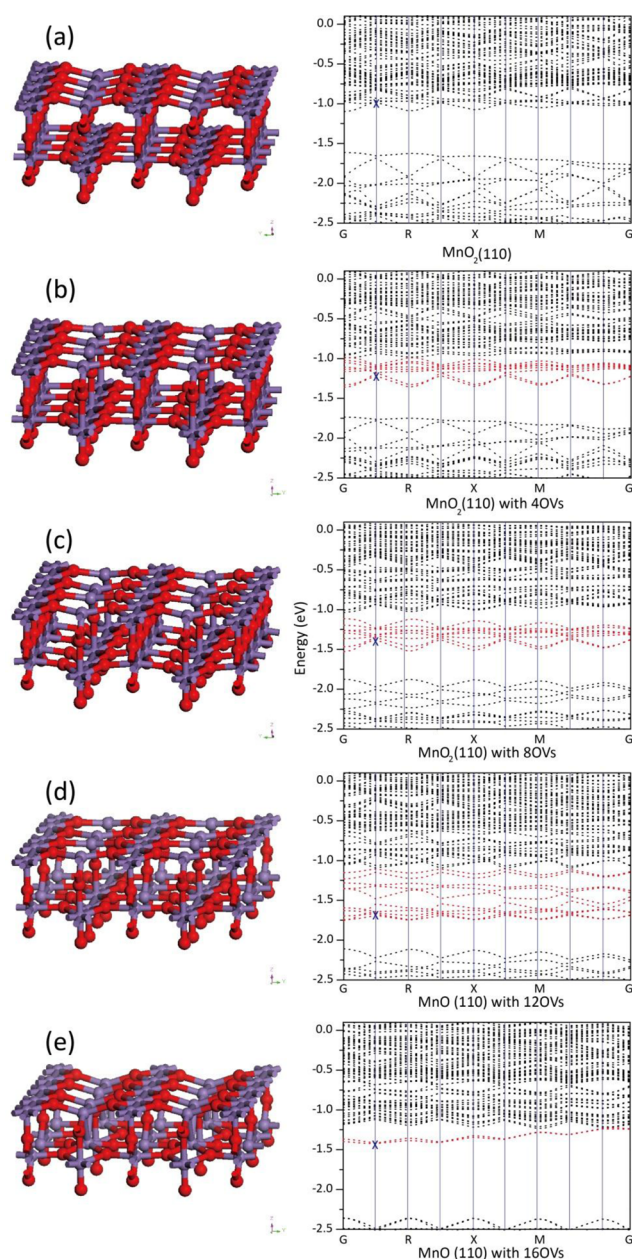 (a)
0.0
-0.5
-1.0
-1.5
-2.0
-2.5
X
G R X M G
MnO2(110)
(b)
0.0
-0.5
-1.0
-1.5
-2.0
-2.5
X
G R X M G
MnO2(110) with 4OVs
(c)
Energy (eV)
0.0
-0.5
-1.0
-1.5
-2.0
-2.5
X
G R X M G
MnO2(110) with 8OVs
(d)
0.0
-0.5
-1.0
-1.5
-2.0
-2.5
X
G R X M G
MnO (110) with 12OVs
(e)
0.0
-0.5
-1.0
-1.5
-2.0
-2.5
X
G R X M G
MnO (110) with 16OVs